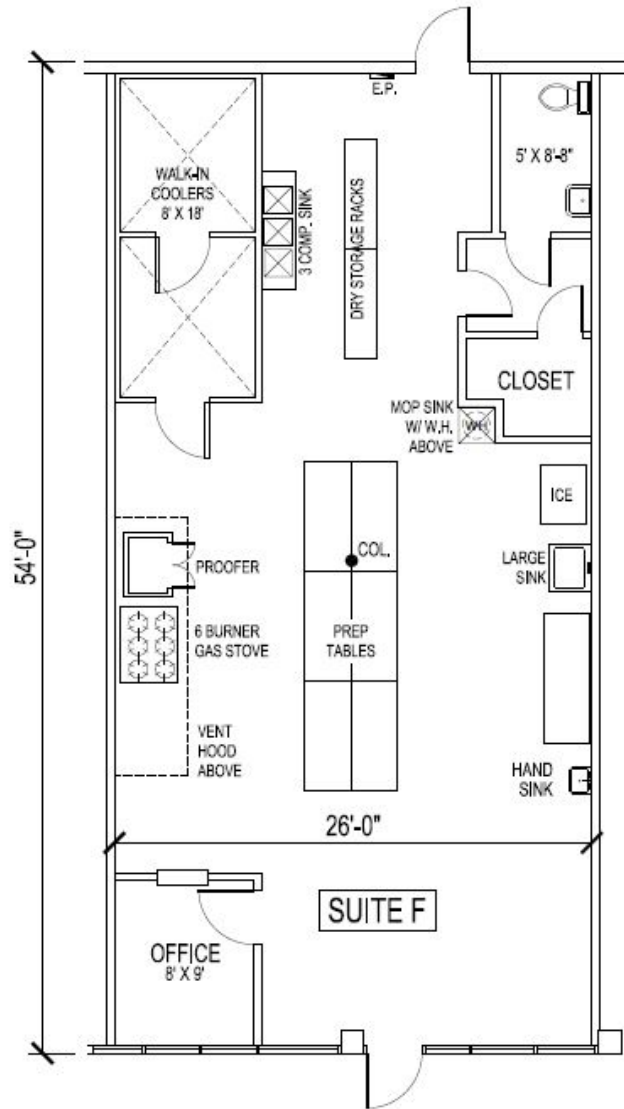 E.P.
WALK-IN
COOLERS
8' X 18'
3 COMP. SINK
DRY STORAGE RACKS
5' X 8'-8"
CLOSET
MOP SINK
W/ W.H.
ABOVE
WH
ICE
54'-0"
PROOFER
COL.
LARGE
SINK
6 BURNER
GAS STOVE
PREP
TABLES
VENT
HOOD
ABOVE
HAND
SINK
26'-0"
SUITE F
OFFICE
8' X 9'